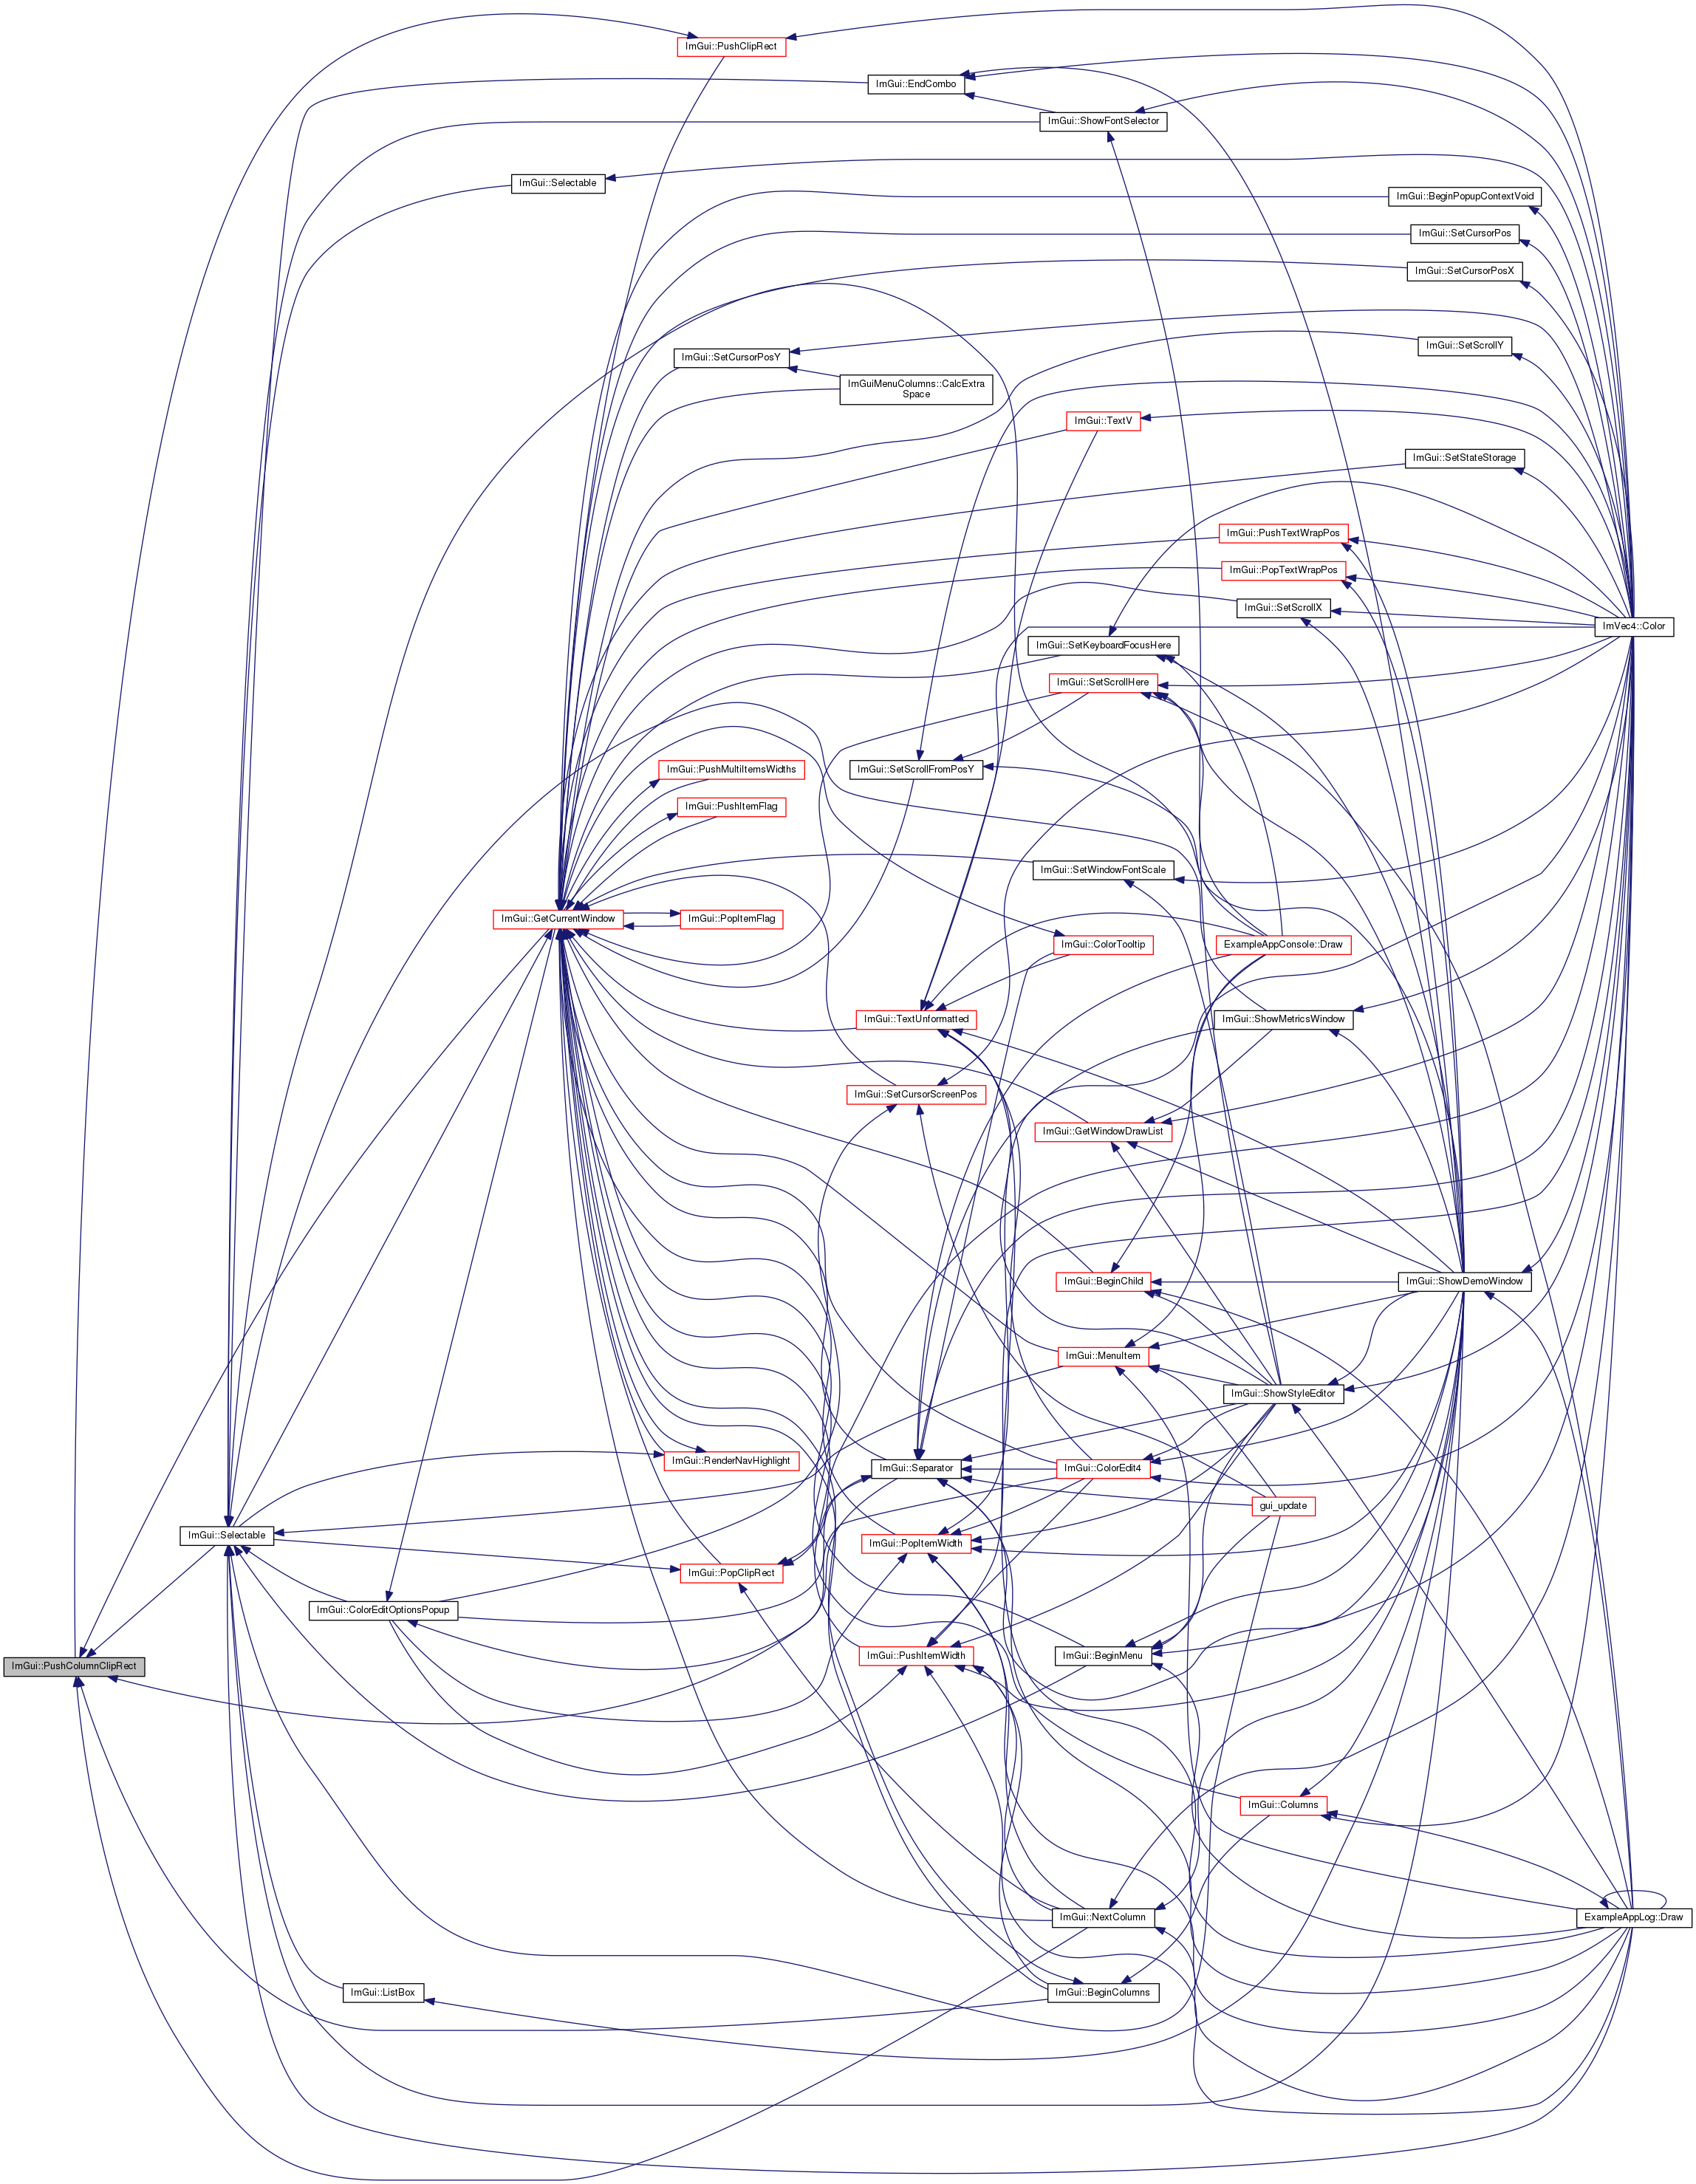 ImGui::PushClipRect
ImGui::EndCombo
ImGui::ShowFontSelector
ImGui::Selectable
ImGui::BeginPopupContextVoid
ImGui::SetCursorPos
ImGui::SetCursorPosX
ImGui::SetScrollY
ImGui::SetCursorPosY
ImGuiMenuColumns::CalcExtra
Space
ImGui::TextV
ImGui::SetStateStorage
ImGui::PushTextWrapPos
ImGui::PopTextWrapPos
ImGui::SetScrollX
ImVec4::Color
ImGui::SetKeyboardFocusHere
ImGui::SetScrollHere
ImGui::PushMultiItemsWidths
ImGui::SetScrollFromPosY
ImGui::PushItemFlag
ImGui::SetWindowFontScale
ImGui::GetCurrentWindow
ImGui::PopItemFlag
ImGui::ColorTooltip
ExampleAppConsole::Draw
ImGui::TextUnformatted
ImGui::ShowMetricsWindow
ImGui::SetCursorScreenPos
ImGui::GetWindowDrawList
ImGui::BeginChild
ImGui::ShowDemoWindow
ImGui::MenuItem
ImGui::ShowStyleEditor
ImGui::RenderNavHighlight
ImGui::Separator
ImGui::ColorEdit4
gui_update
ImGui::Selectable
ImGui::PopItemWidth
ImGui::PopClipRect
ImGui::ColorEditOptionsPopup
ImGui::PushItemWidth
ImGui::BeginMenu
ImGui::PushColumnClipRect
ImGui::Columns
ImGui::NextColumn
ExampleAppLog::Draw
ImGui::ListBox
ImGui::BeginColumns